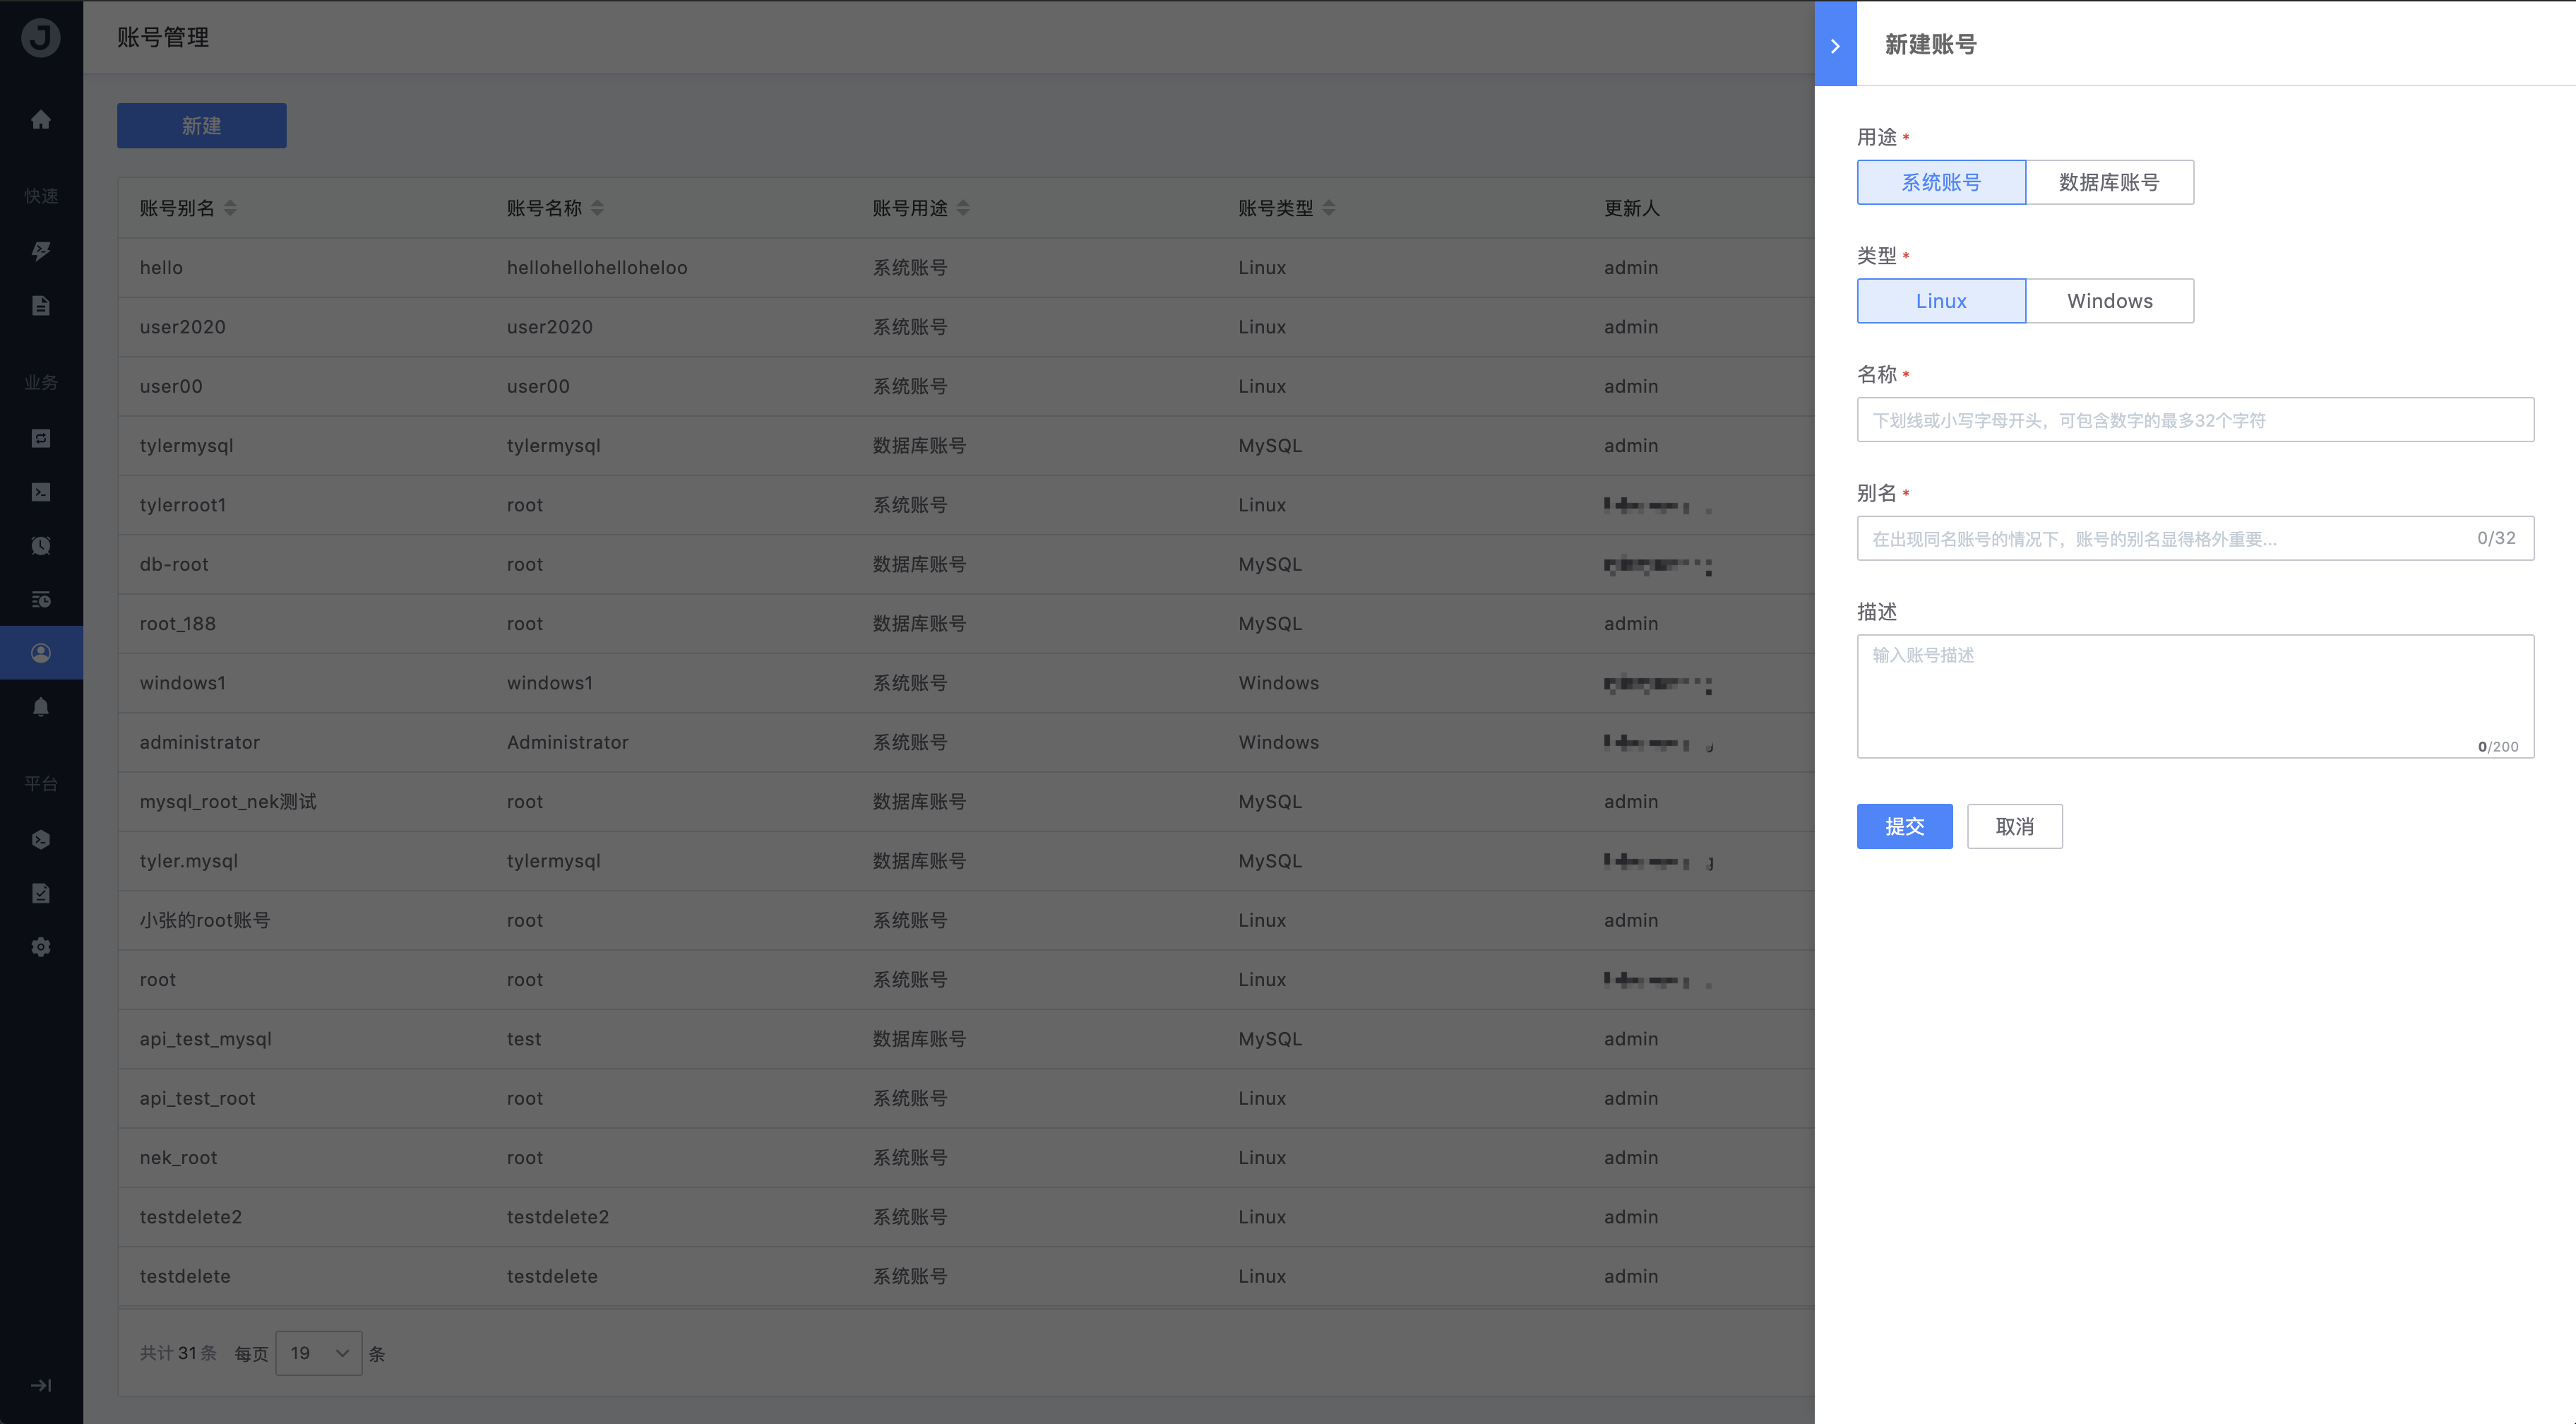 J
账号管理
新建
快速
业务
平台
账号别名 账号名称 账号用途 账号类型 更新人
hello hellohellohelloheloo 系统账号 Linux admin
user2020 user2020 系统账号 Linux admin
user00 user00 系统账号 Linux admin
tylermysql tylermysql 数据库账号 MySQL admin
tylerroot1 root 系统账号 Linux
db-root root 数据库账号 MySQL
root_188 root 数据库账号 MySQL admin
windows1 windows1 系统账号 Windows
administrator Administrator 系统账号 Windows
mysql_root_nek测试 root 数据库账号 MySQL admin
tyler.mysql tylermysql 数据库账号 MySQL
小张的root账号 root 系统账号 Linux admin
root root 系统账号 Linux
api_test_mysql test 数据库账号 MySQL admin
api_test_root root 系统账号 Linux admin
nek_root root 系统账号 Linux admin
testdelete2 testdelete2 系统账号 Linux admin
testdelete testdelete 系统账号 Linux admin
共计 31 条 每页 19 条
新建账号
用途 *
系统账号 数据库账号
类型 *
Linux Windows
名称 *
下划线或小写字母开头，可包含数字的最多32个字符
别名 *
在出现同名账号的情况下，账号的别名显得格外重要... 0/32
描述
输入账号描述
0/200
提交 取消